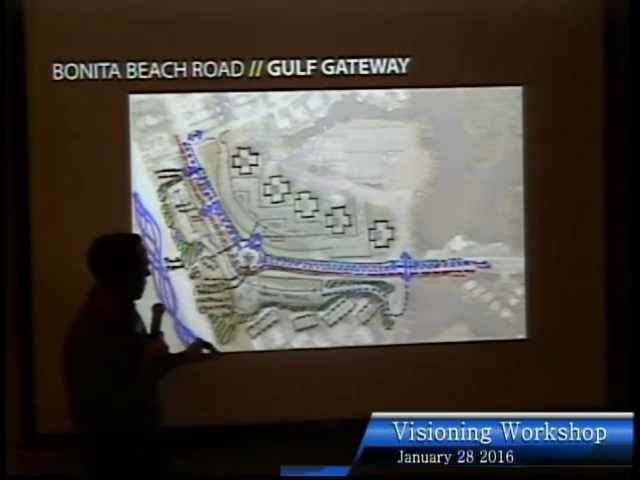 BONITA BEACH ROAD // GULF GATEWAY
Visioning Workshop
January 28 2016